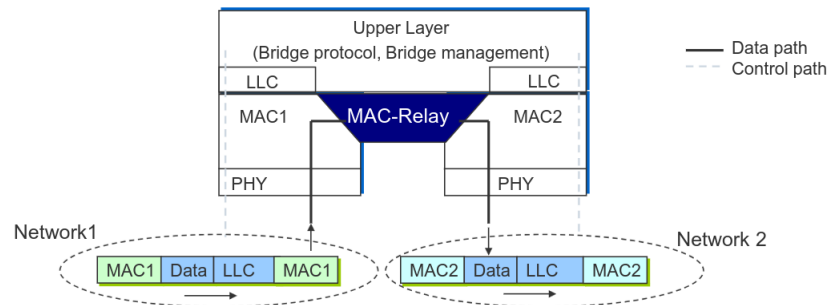 Upper Layer
(Bridge protocol, Bridge management)
Data path
Control path
LLC
LLC
MAC1
MAC-Relay
MAC2
PHY
PHY
Network1
Network 2
MAC1 Data LLC MAC1
MAC2 Data LLC MAC2